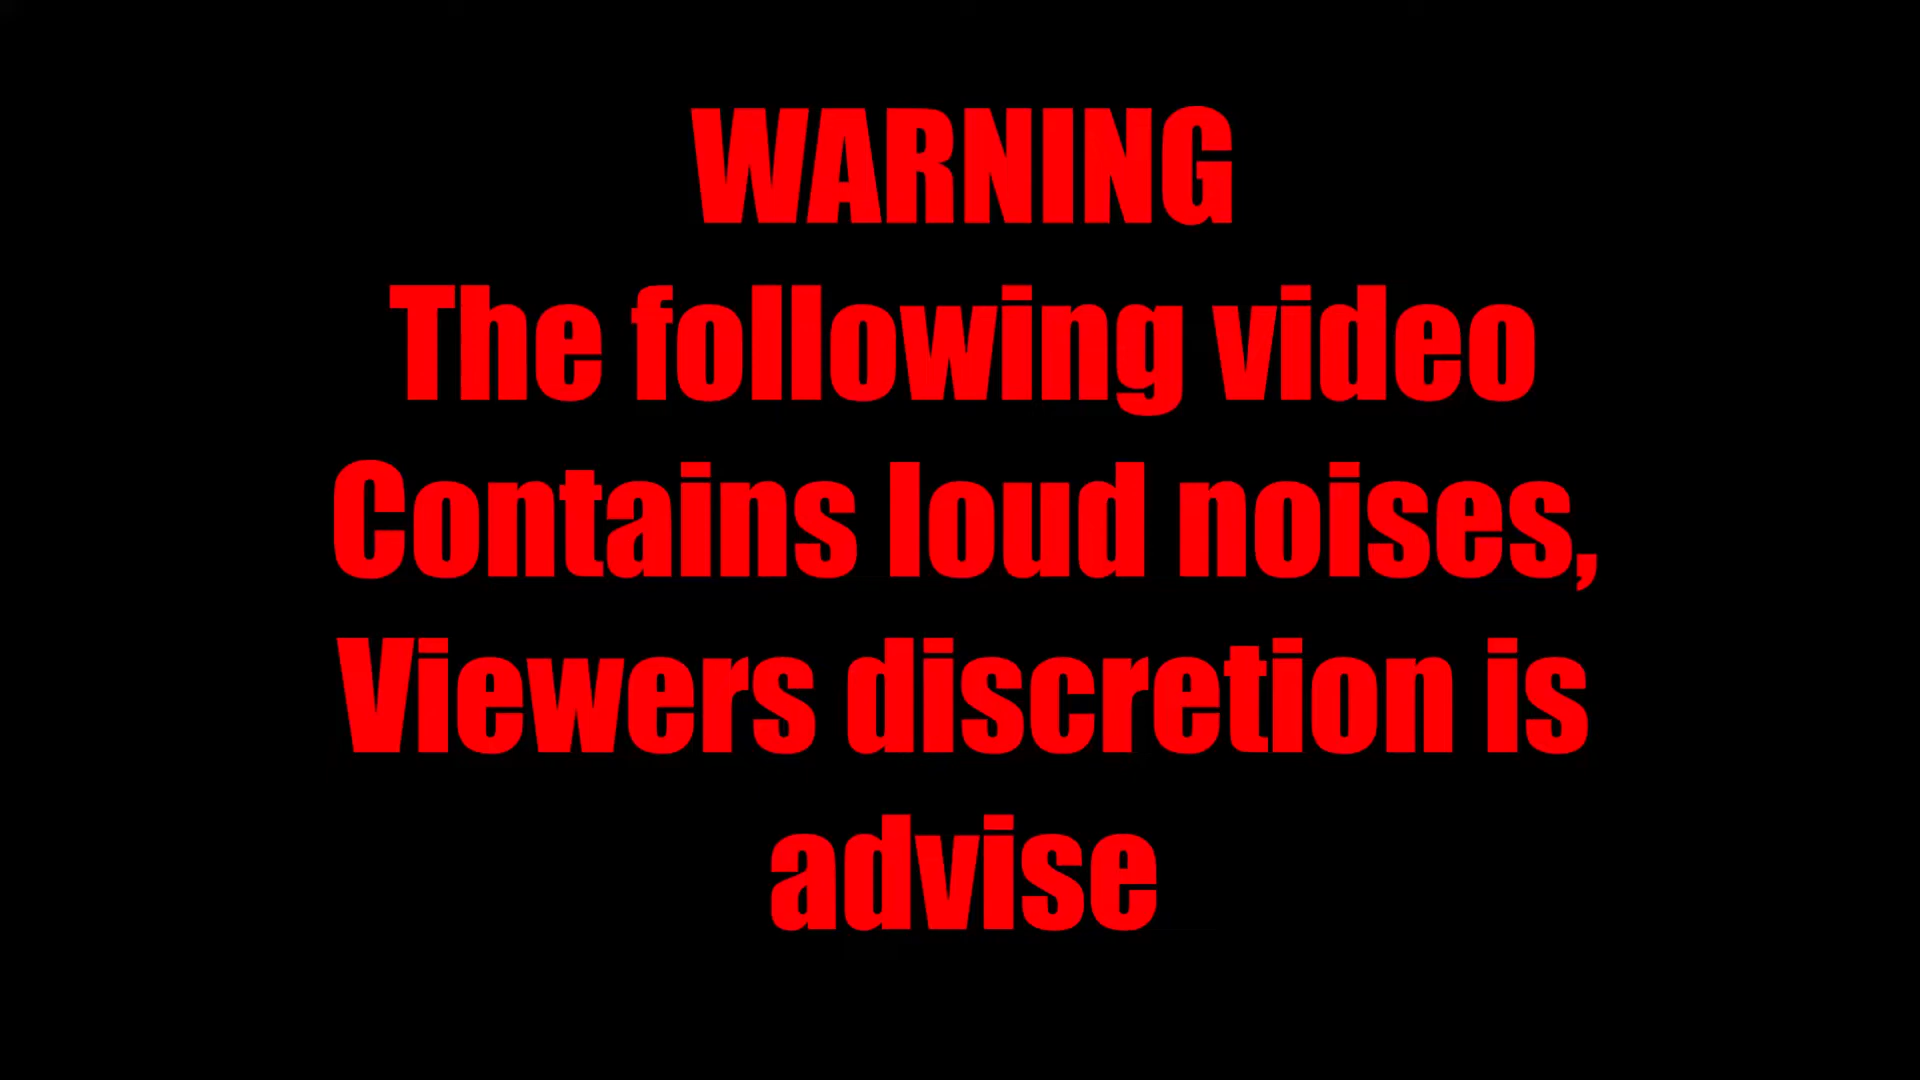 WARNING
The following video
Contains loud noises,
Viewers discretion is
advise